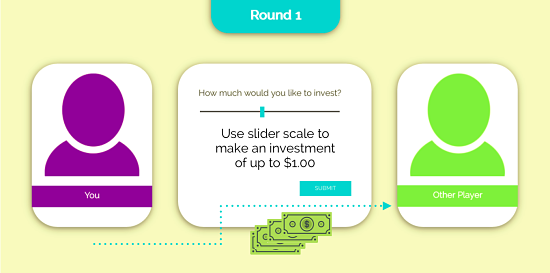 Round 1
How much would you like to invest?
Use slider scale to
make an investment
of up to $1.00
SUBMIT
You
Other Player